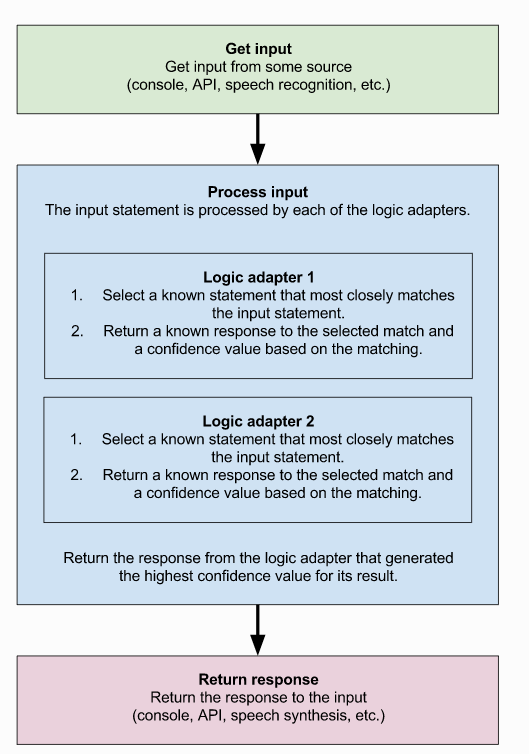 Get input
Get input from some source
(console, API, speech recognition, etc.)
Process input
The input statement is processed by each of the logic adapters.
Logic adapter 1
1. Select a known statement that most closely matches
the input statement.
2. Return a known response to the selected match and
a confidence value based on the matching.
Logic adapter 2
1. Select a known statement that most closely matches
the input statement.
2. Return a known response to the selected match and
a confidence value based on the matching.
Return the response from the logic adapter that generated
the highest confidence value for its result.
Return response
Return the response to the input
(console, API, speech synthesis, etc.)